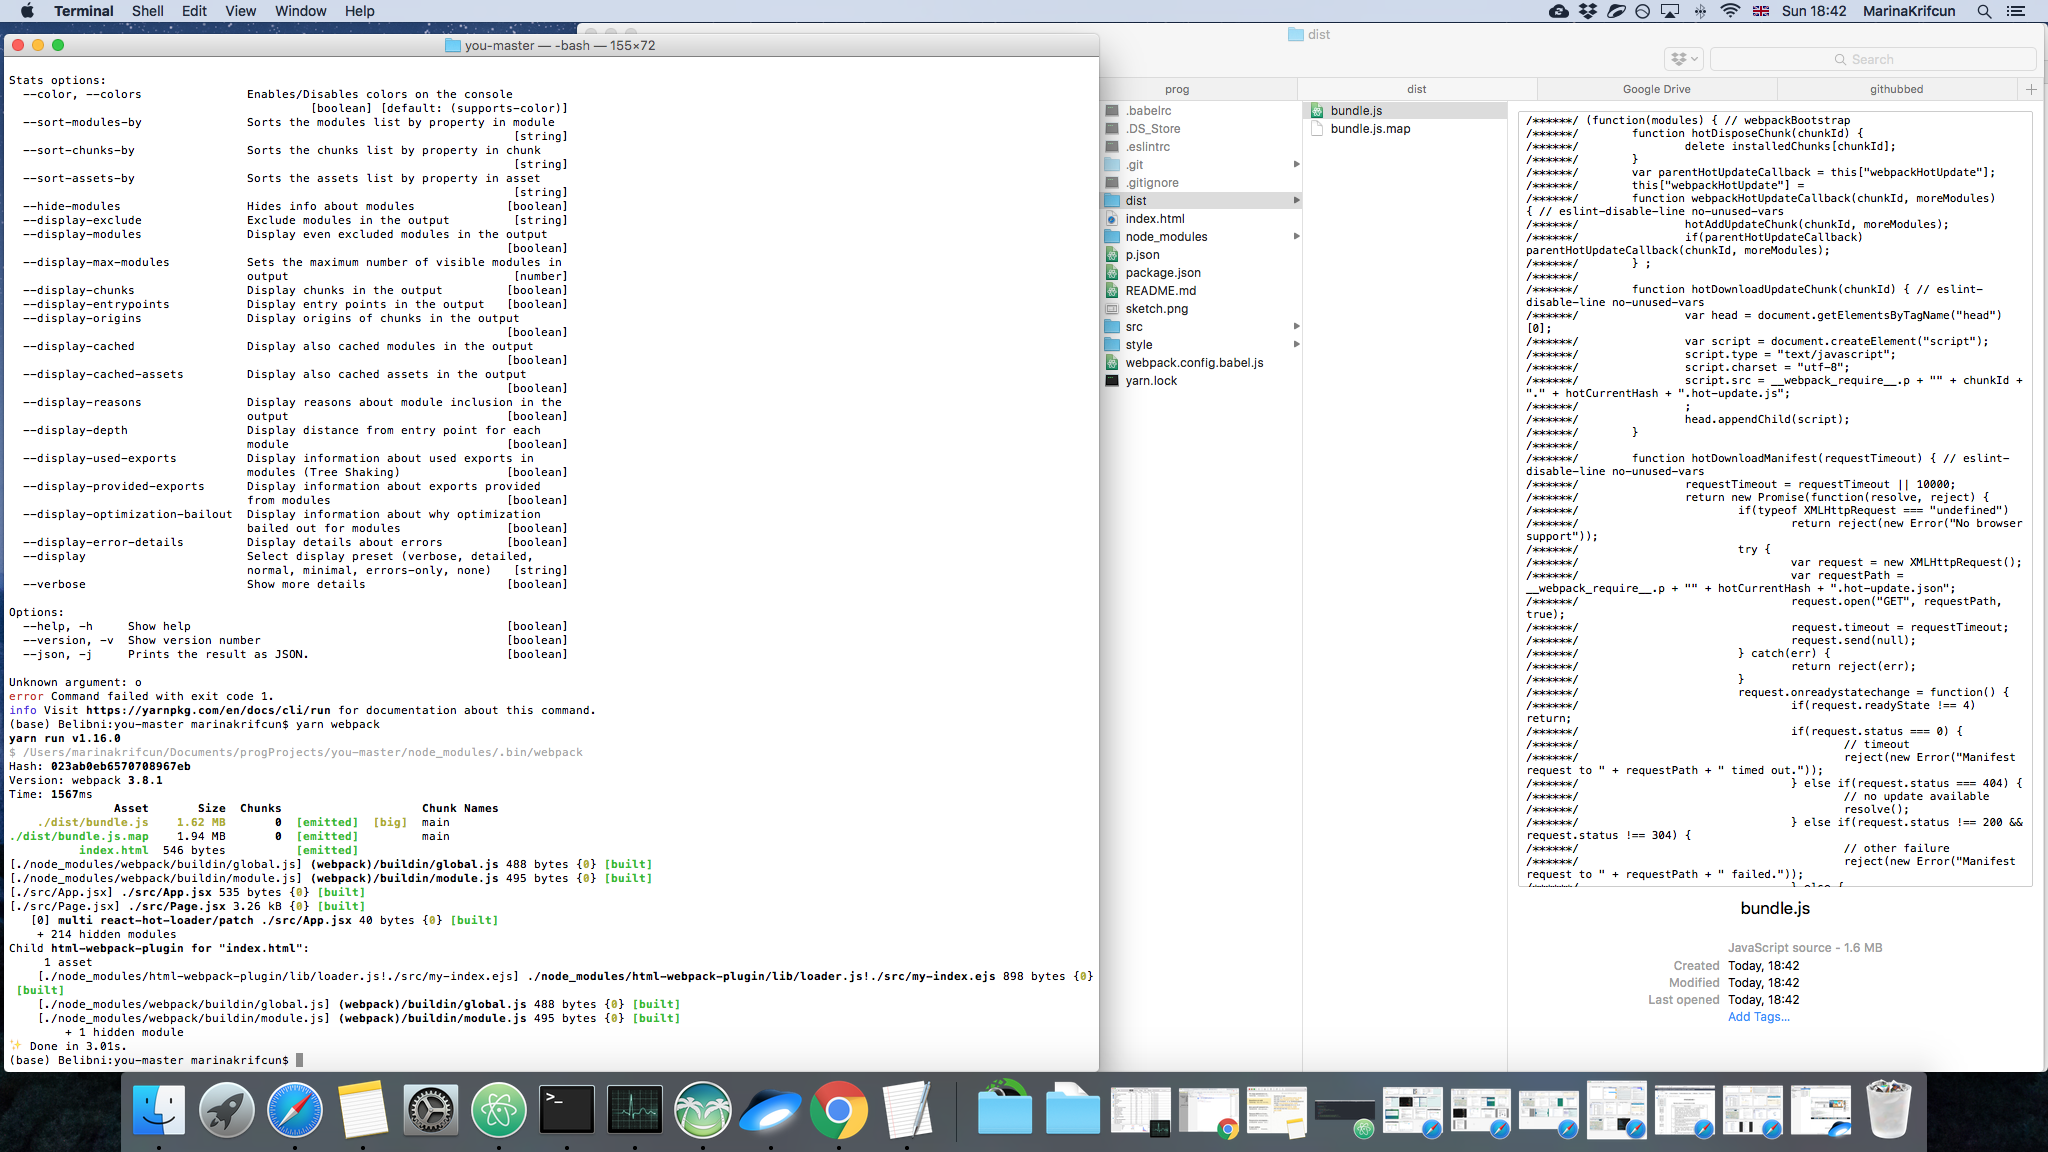 Terminal Shell Edit View Window Help Sun 18:42 MarinaKrifcun
you-master — -bash — 155×72
Stats options:
--color, --colors Enables/Disables colors on the console
[boolean] [default: (supports-color)]
--sort-modules-by Sorts the modules list by property in module
[string]
--sort-chunks-by Sorts the chunks list by property in chunk
[string]
--sort-assets-by Sorts the assets list by property in asset
[string]
--hide-modules Hides info about modules [boolean]
--display-exclude Exclude modules in the output [string]
--display-modules Display even excluded modules in the output
[boolean]
--display-max-modules Sets the maximum number of visible modules in
output [number]
--display-chunks Display chunks in the output [boolean]
--display-entrypoints Display entry points in the output [boolean]
--display-origins Display origins of chunks in the output
[boolean]
--display-cached Display also cached modules in the output
[boolean]
--display-cached-assets Display also cached assets in the output
[boolean]
--display-reasons Display reasons about module inclusion in the
output [boolean]
--display-depth Display distance from entry point for each
module [boolean]
--display-used-exports Display information about used exports in
modules (Tree Shaking) [boolean]
--display-provided-exports Display information about exports provided
from modules [boolean]
--display-optimization-bailout Display information about why optimization
bailed out for modules [boolean]
--display-error-details Display details about errors [boolean]
--display Select display preset (verbose, detailed,
normal, minimal, errors-only, none) [string]
--verbose Show more details [boolean]
Options:
--help, -h Show help [boolean]
--version, -v Show version number [boolean]
--json, -j Prints the result as JSON. [boolean]
Unknown argument: o
error Command failed with exit code 1.
info Visit https://yarnpkg.com/en/docs/cli/run for documentation about this command.
(base) Belibni:you-master marinakrifcun$ yarn webpack
yarn run v1.16.0
$ /Users/marinakrifcun/Documents/progProjects/you-master/node_modules/.bin/webpack
Hash: 023ab0eb6570708967eb
Version: webpack 3.8.1
Time: 1567ms
Asset Size Chunks Chunk Names
./dist/bundle.js 1.62 MB 0 [emitted] [big] main
./dist/bundle.js.map 1.94 MB 0 [emitted] main
index.html 546 bytes [emitted]
[./node_modules/webpack/buildin/global.js] (webpack)/buildin/global.js 488 bytes {0} [built]
[./node_modules/webpack/buildin/module.js] (webpack)/buildin/module.js 495 bytes {0} [built]
[./src/App.jsx] ./src/App.jsx 535 bytes {0} [built]
[./src/Page.jsx] ./src/Page.jsx 3.26 kB {0} [built]
[0] multi react-hot-loader/patch ./src/App.jsx 40 bytes {0} [built]
+ 214 hidden modules
Child html-webpack-plugin for "index.html":
1 asset
[./node_modules/html-webpack-plugin/lib/loader.js!./src/my-index.ejs] ./node_modules/html-webpack-plugin/lib/loader.js!./src/my-index.ejs 898 bytes {0}
[built]
[./node_modules/webpack/buildin/global.js] (webpack)/buildin/global.js 488 bytes {0} [built]
[./node_modules/webpack/buildin/module.js] (webpack)/buildin/module.js 495 bytes {0} [built]
+ 1 hidden module
✨ Done in 3.01s.
(base) Belibni:you-master marinakrifcun$
dist
Search
prog dist Google Drive githubbed
.babelrc
.DS_Store
.eslintrc
.git
.gitignore
dist
index.html
node_modules
p.json
package.json
README.md
sketch.png
src
style
webpack.config.babel.js
yarn.lock
bundle.js
bundle.js.map
/******/ (function(modules) { // webpackBootstrap
/******/ function hotDisposeChunk(chunkId) {
/******/ delete installedChunks[chunkId];
/******/ }
/******/ var parentHotUpdateCallback = this["webpackHotUpdate"];
/******/ this["webpackHotUpdate"] =
/******/ function webpackHotUpdateCallback(chunkId, moreModules)
{ // eslint-disable-line no-unused-vars
/******/ hotAddUpdateChunk(chunkId, moreModules);
/******/ if(parentHotUpdateCallback)
parentHotUpdateCallback(chunkId, moreModules);
/******/ } ;
/******/
/******/ function hotDownloadUpdateChunk(chunkId) { // eslint-
disable-line no-unused-vars
/******/ var head = document.getElementsByTagName("head")
[0];
/******/ var script = document.createElement("script");
/******/ script.type = "text/javascript";
/******/ script.charset = "utf-8";
/******/ script.src = __webpack_require__.p + "" + chunkId +
"." + hotCurrentHash + ".hot-update.js";
/******/ ;
/******/ head.appendChild(script);
/******/ }
/******/
/******/ function hotDownloadManifest(requestTimeout) { // eslint-
disable-line no-unused-vars
/******/ requestTimeout = requestTimeout || 10000;
/******/ return new Promise(function(resolve, reject) {
/******/ if(typeof XMLHttpRequest === "undefined")
/******/ return reject(new Error("No browser
support"));
/******/ try {
/******/ var request = new XMLHttpRequest();
/******/ var requestPath =
__webpack_require__.p + "" + hotCurrentHash + ".hot-update.json";
/******/ request.open("GET", requestPath,
true);
/******/ request.timeout = requestTimeout;
/******/ request.send(null);
/******/ } catch(err) {
/******/ return reject(err);
/******/ }
/******/ request.onreadystatechange = function() {
/******/ if(request.readyState !== 4)
return;
/******/ if(request.status === 0) {
/******/ // timeout
/******/ reject(new Error("Manifest
request to " + requestPath + " timed out."));
/******/ } else if(request.status === 404) {
/******/ // no update available
/******/ resolve();
/******/ } else if(request.status !== 200 &&
request.status !== 304) {
/******/ // other failure
/******/ reject(new Error("Manifest
request to " + requestPath + " failed."));
/******/ } else {
bundle.js
JavaScript source - 1.6 MB
Created Today, 18:42
Modified Today, 18:42
Last opened Today, 18:42
Add Tags...